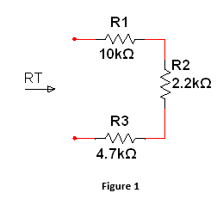 R1
10kΩ
R2
2.2kΩ
RT
R3
4.7kΩ
Figure 1